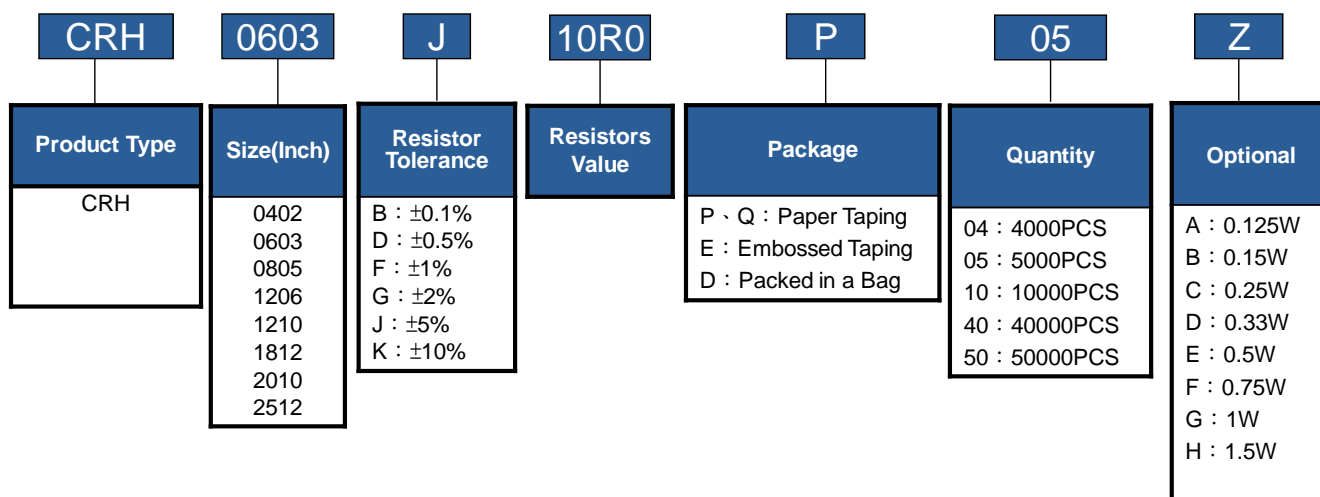 CRH 0603 J 10R0 P 05 Z
Product Type
CRH
Size(Inch)
0402
0603
0805
1206
1210
1812
2010
2512
Resistor
Tolerance
B：±0.1%
D：±0.5%
F：±1%
G：±2%
J：±5%
K：±10%
Resistors
Value
Package
P、Q：Paper Taping
E：Embossed Taping
D：Packed in a Bag
Quantity
04：4000PCS
05：5000PCS
10：10000PCS
40：40000PCS
50：50000PCS
Optional
A：0.125W
B：0.15W
C：0.25W
D：0.33W
E：0.5W
F：0.75W
G：1W
H：1.5W